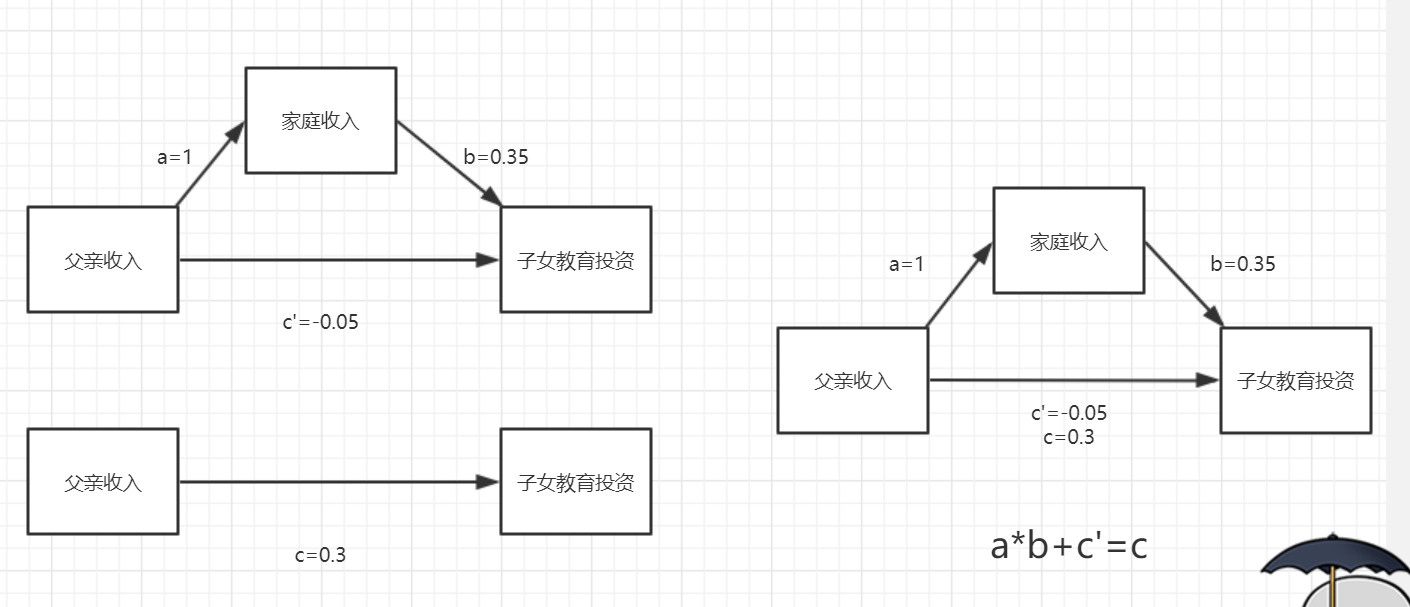 家庭收入
a=1
b=0.35
父亲收入
子女教育投资
c'=-0.05
父亲收入
子女教育投资
c=0.3
家庭收入
a=1
b=0.35
父亲收入
子女教育投资
c'=-0.05
c=0.3
a*b+c'=c